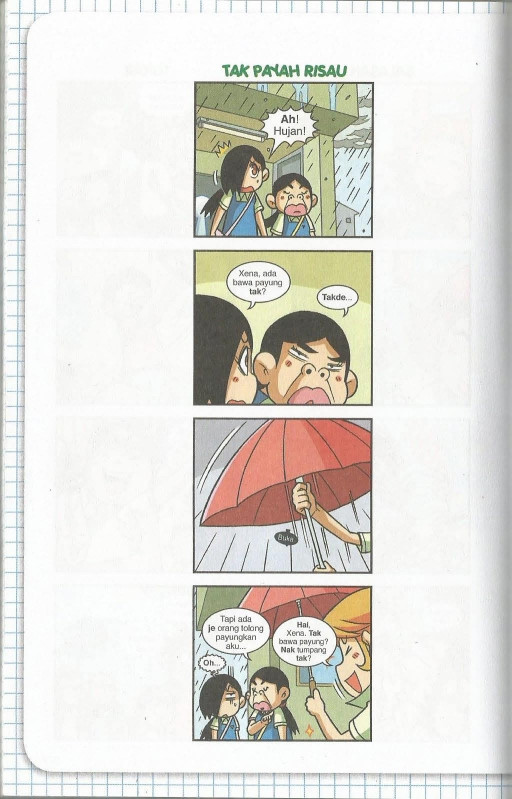 TAK PAYAH RISAU
Ah!
Hujan!
Xena, ada
bawa payung
tak?
Takde...
Buka
Tapi ada
je orang tolong
payungkan
aku...
Hai,
Xena. Tak
bawa payung?
Nak tumpang
tak?
Oh...